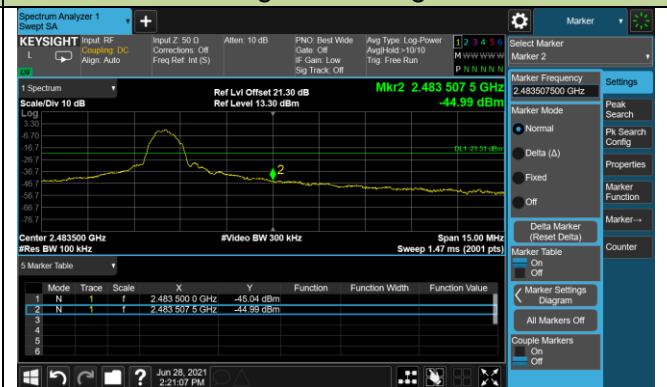 Spectrum Analyzer 1
Swept SA
Marker
KEYSIGHT
L
Input: RF
Coupling: DC
Align: Auto
Input Z: 50 Ω
Corrections: Off
Freq Ref: Int (S)
Atten: 10 dB
PNO: Best Wide
Gate: Off
IF Gain: Low
Sig Track: Off
Avg Type: Log-Power
Avg|Hold:>10/10
Trig: Free Run
1 2 3 4 5 6
M W W W W W
P N N N N N
Select Marker
Marker 2
1 Spectrum
Scale/Div 10 dB
Log
Ref Lvl Offset 21.30 dB
Ref Level 13.30 dBm
Mkr2 2.483 507 5 GHz
-44.99 dBm
3.30
-6.70
-16.7
-26.7
-36.7
-46.7
-56.7
-66.7
-76.7
DL1 -21.51 dBm
2
Center 2.483500 GHz
#Res BW 100 kHz
#Video BW 300 kHz
Span 15.00 MHz
Sweep 1.47 ms (2001 pts)
5 Marker Table
Mode Trace Scale X Y Function Function Width Function Value
1 N 1 f 2.483 500 0 GHz -45.04 dBm
2 N 1 f 2.483 507 5 GHz -44.99 dBm
3
4
5
6
Marker Frequency
2.483507500 GHz
Marker Mode
Normal
Delta (Δ)
Fixed
Off
Delta Marker
(Reset Delta)
Marker Table
On
Off
Marker Settings
Diagram
All Markers Off
Couple Markers
On
Off
Settings
Peak
Search
Pk Search
Config
Properties
Marker
Function
Marker→
Counter
Jun 28, 2021
2:21:07 PM